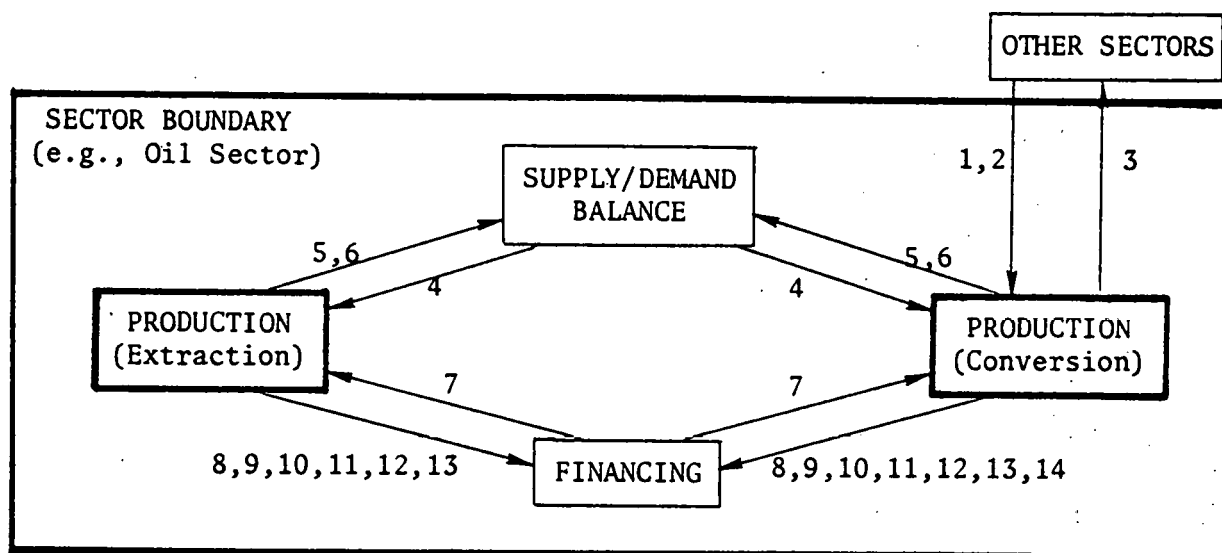 OTHER SECTORS
SECTOR BOUNDARY
(e.g., Oil Sector)
1,2
3
SUPPLY/DEMAND
BALANCE
5,6
5,6
4
4
PRODUCTION
(Extraction)
PRODUCTION
(Conversion)
7
7
8,9,10,11,12,13
FINANCING
8,9,10,11,12,13,14